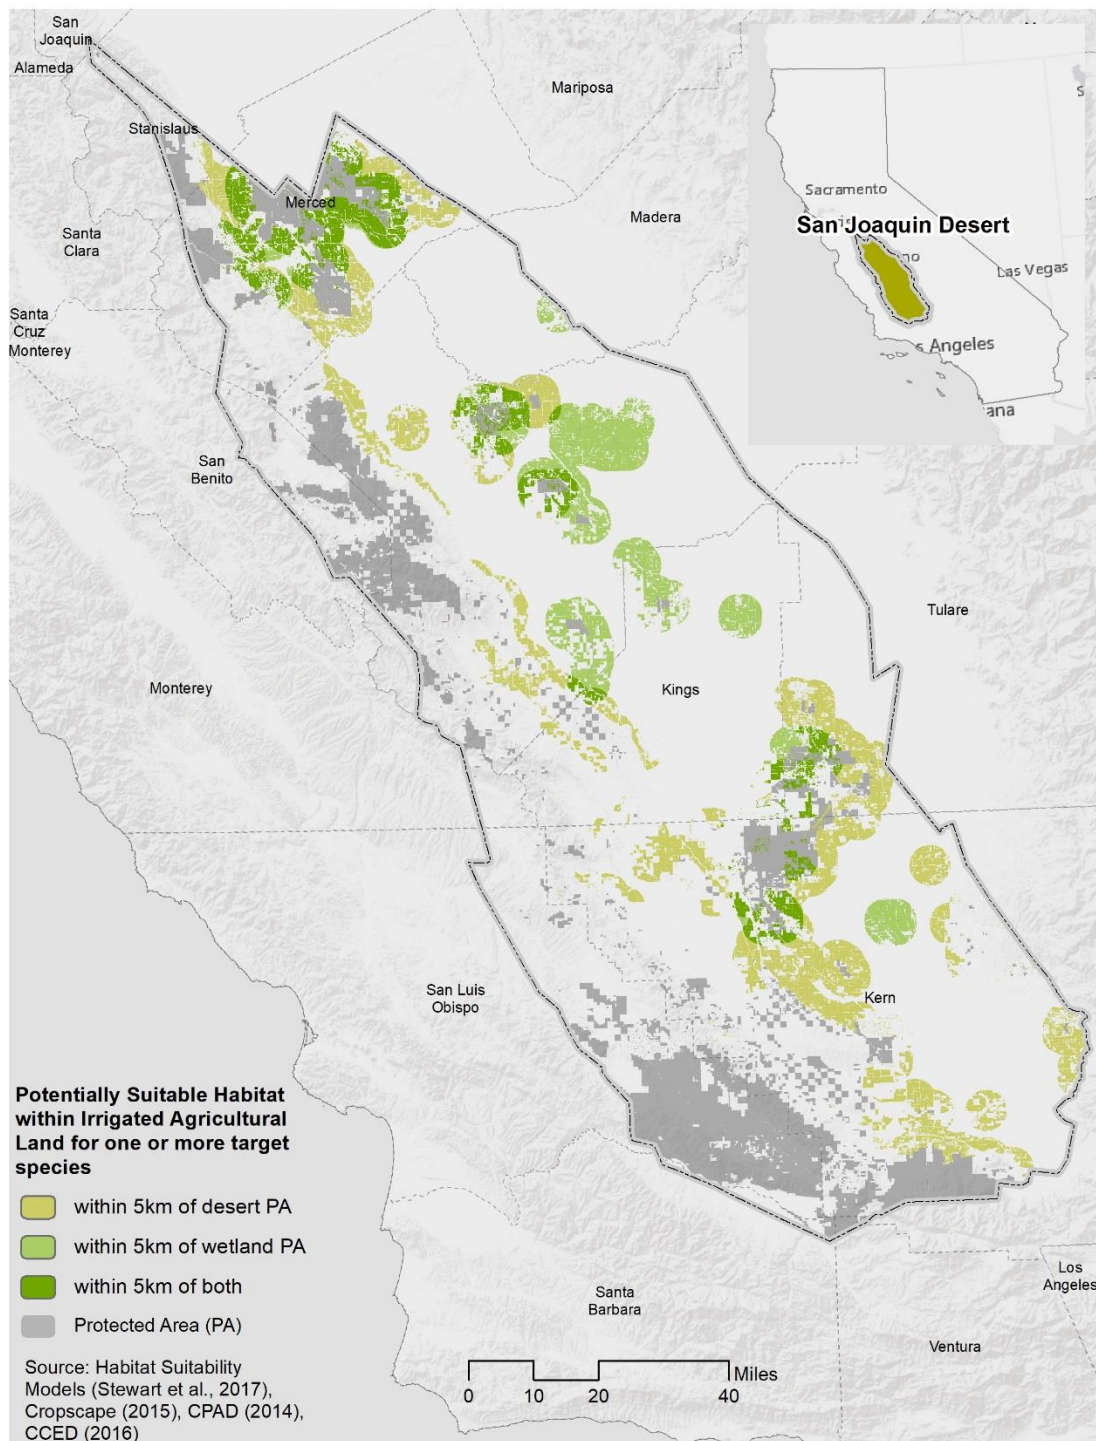 San
Joaquin
Alameda
Mariposa
Stanislaus
Merced
Sacramento
San Joaquin Desert
Madera
Santa
Clara
no
Las Vegas
Santa
Cruz
Monterey
s Angeles
ana
San
Benito
Tulare
Monterey
Kings
San Luis
Obispo
Kern
Potentially Suitable Habitat
within Irrigated Agricultural
Land for one or more target
species
within 5km of desert PA
within 5km of wetland PA
within 5km of both
Protected Area (PA)
Los
Angeles
Santa
Barbara
Ventura
Source: Habitat Suitability
Models (Stewart et al., 2017),
Cropscape (2015), CPAD (2014),
CCED (2016)
Miles
0 10 20 40